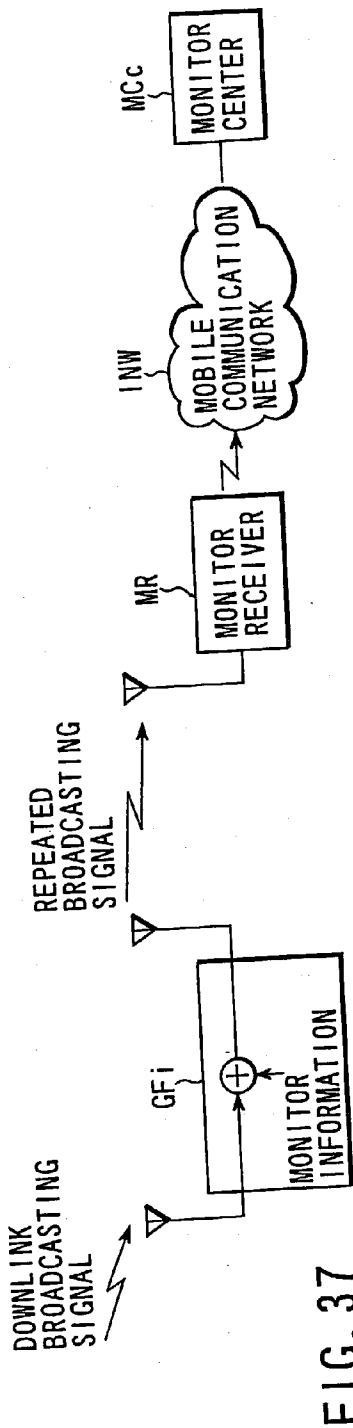 DOWNLINK
BROADCASTING
SIGNAL
GFi
MONITOR
INFORMATION
REPEATED
BROADCASTING
SIGNAL
MR
MONITOR
RECEIVER
INW
MOBILE
COMMUNICATION
NETWORK
MCc
MONITOR
CENTER
FIG. 37